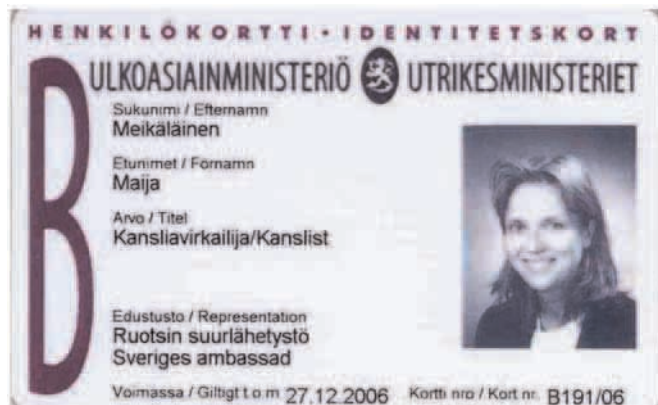 HENKILÖKORTTI · IDENTITETSKORT
B
ULKOASIAINMINISTERIÖ UTRIKESMINISTERIET
Sukunimi / Efternamn
Meikäläinen
Etunimet / Förnamn
Maija
Arvo / Titel
Kansliavirkailija/Kanslist
Edustusto / Representation
Ruotsin suurlähetystö
Sveriges ambassad
Voimassa / Giltigt t.o.m 27.12.2006 Kortti nro / Kort nr. B191/06